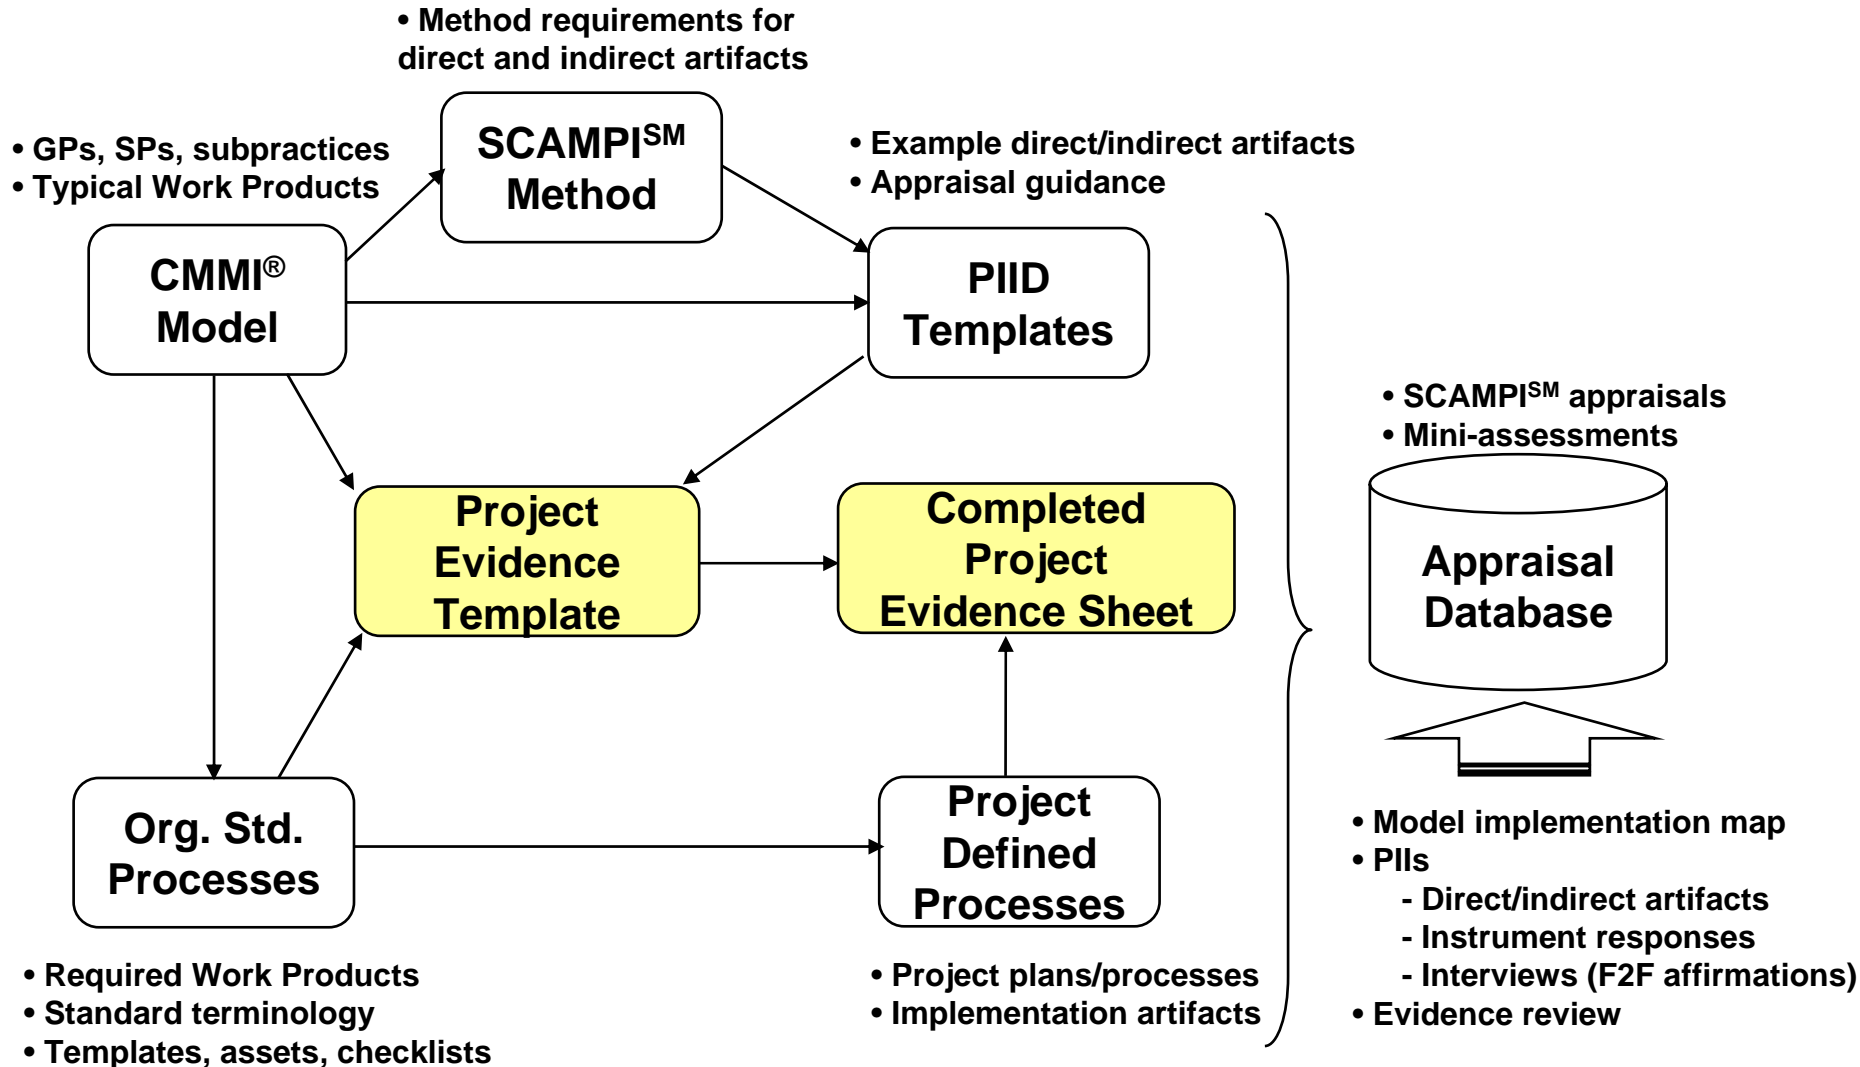 • Method requirements for
direct and indirect artifacts
• GPs, SPs, subpractices
• Typical Work Products
SCAMPI℠
Method
• Example direct/indirect artifacts
• Appraisal guidance
CMMI®
Model
PIID
Templates
• SCAMPI℠ appraisals
• Mini-assessments
Project
Evidence
Template
Completed
Project
Evidence Sheet
Appraisal
Database
Org. Std.
Processes
Project
Defined
Processes
• Required Work Products
• Standard terminology
• Templates, assets, checklists
• Project plans/processes
• Implementation artifacts
• Model implementation map
• PIIs
- Direct/indirect artifacts
- Instrument responses
- Interviews (F2F affirmations)
• Evidence review